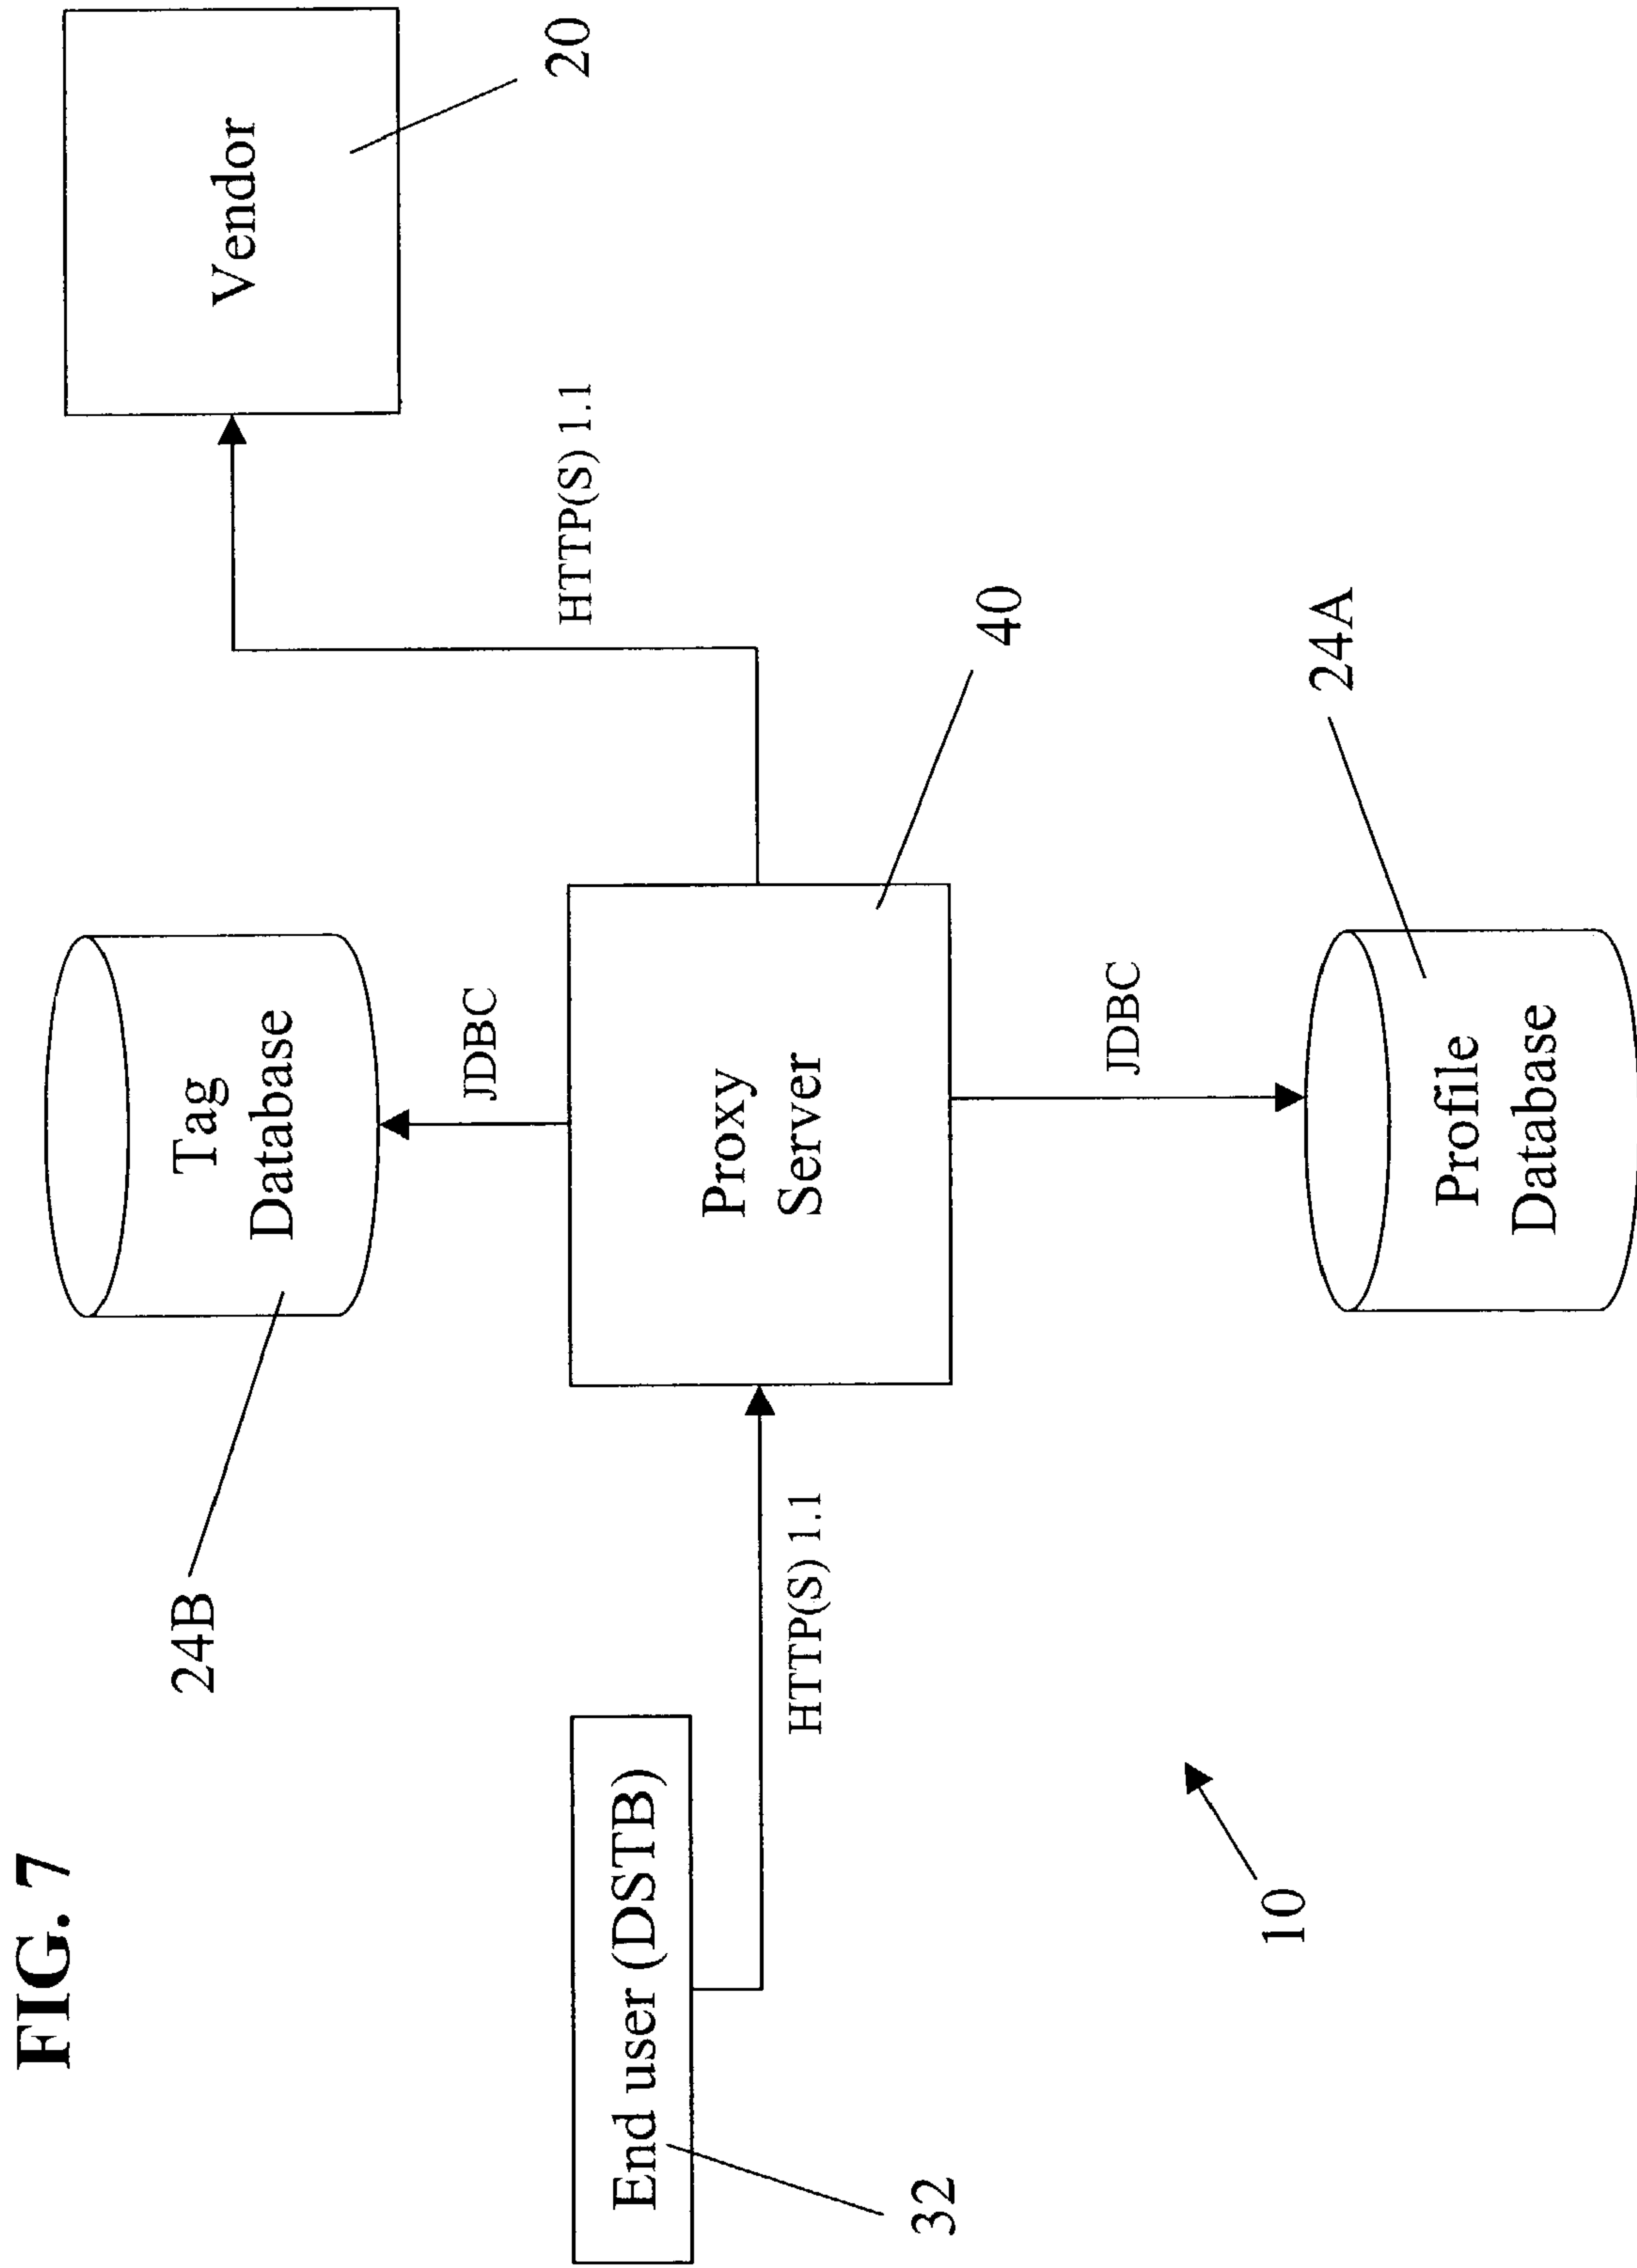 FIG. 7
24B
Tag
Database
JDBC
Vendor
20
HTTP(S) 1.1
End user (DSTB)
32
HTTP(S) 1.1
Proxy
Server
40
JDBC
10
Profile
Database
24A